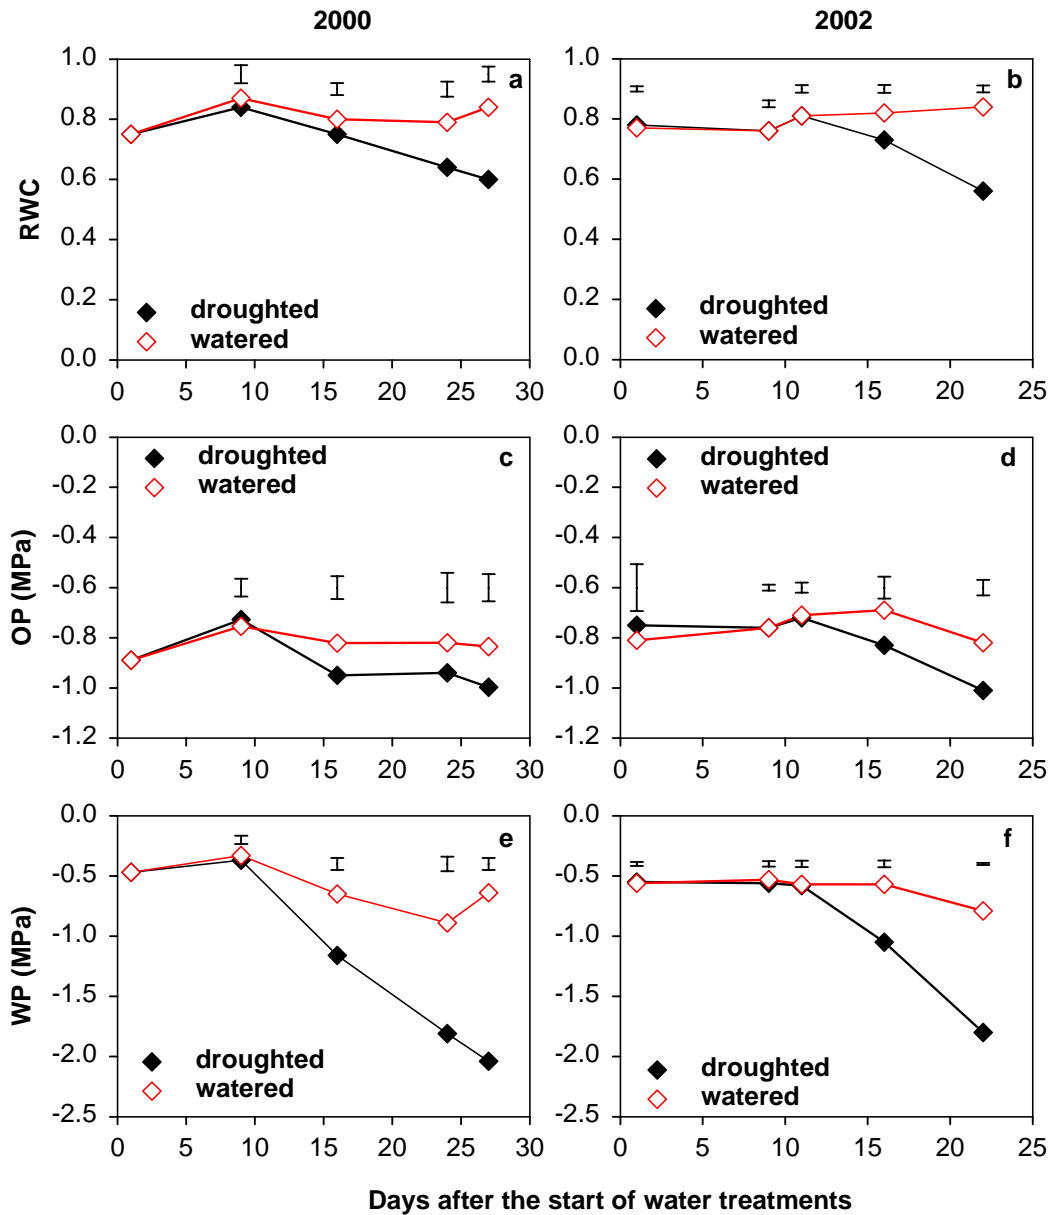 2000 2002
1.0 a 1.0 b
0.8 0.8
0.6 0.6
RWC
0.4 0.4
droughted droughted
0.2 0.2
watered watered
0.0 0.0
0 5 10 15 20 25 30 0 5 10 15 20 25
0.0 0.0
droughted c droughted d
-0.2 watered -0.2 watered
-0.4 -0.4
OP (MPa)
-0.6 -0.6
-0.8 -0.8
-1.0 -1.0
-1.2 -1.2
0 5 10 15 20 25 30 0 5 10 15 20 25
0.0 e 0.0 f
-0.5 -0.5
-1.0 -1.0
WP (MPa)
-1.5 -1.5
-2.0 droughted -2.0 droughted
watered watered
-2.5 -2.5
0 5 10 15 20 25 30 0 5 10 15 20 25
Days after the start of water treatments